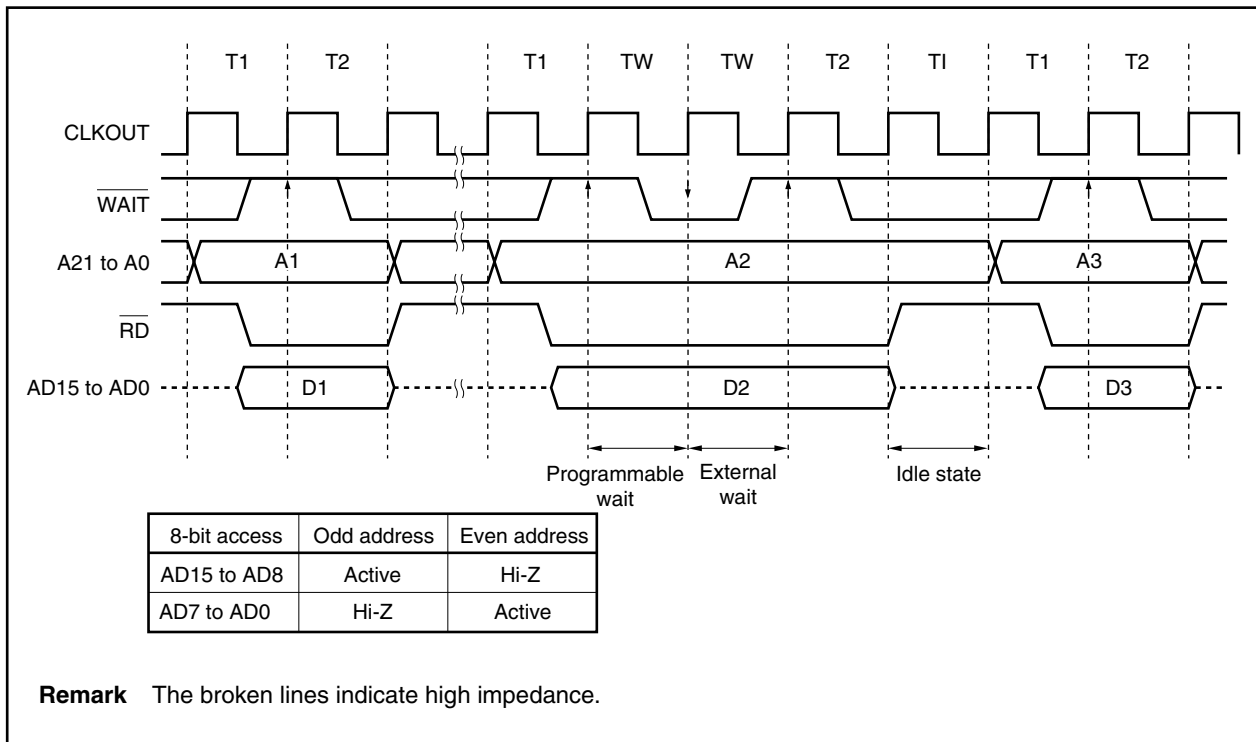 T1 T2 T1 TW TW T2 TI T1 T2
CLKOUT
WAIT
A21 to A0 A1 A2 A3
RD
AD15 to AD0 D1 D2 D3
Programmable wait External wait Idle state
8-bit access Odd address Even address
AD15 to AD8 Active Hi-Z
AD7 to AD0 Hi-Z Active
Remark The broken lines indicate high impedance.